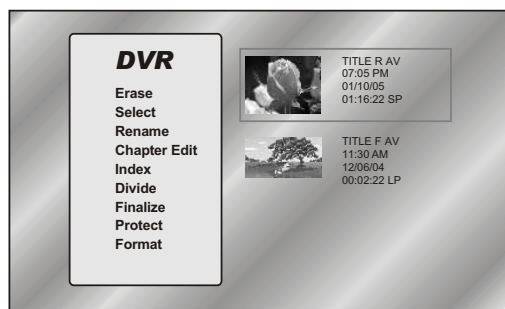 DVR
Erase
Select
Rename
Chapter Edit
Index
Divide
Finalize
Protect
Format
TITLE R AV
07:05 PM
01/10/05
01:16:22 SP
TITLE F AV
11:30 AM
12/06/04
00:02:22 LP